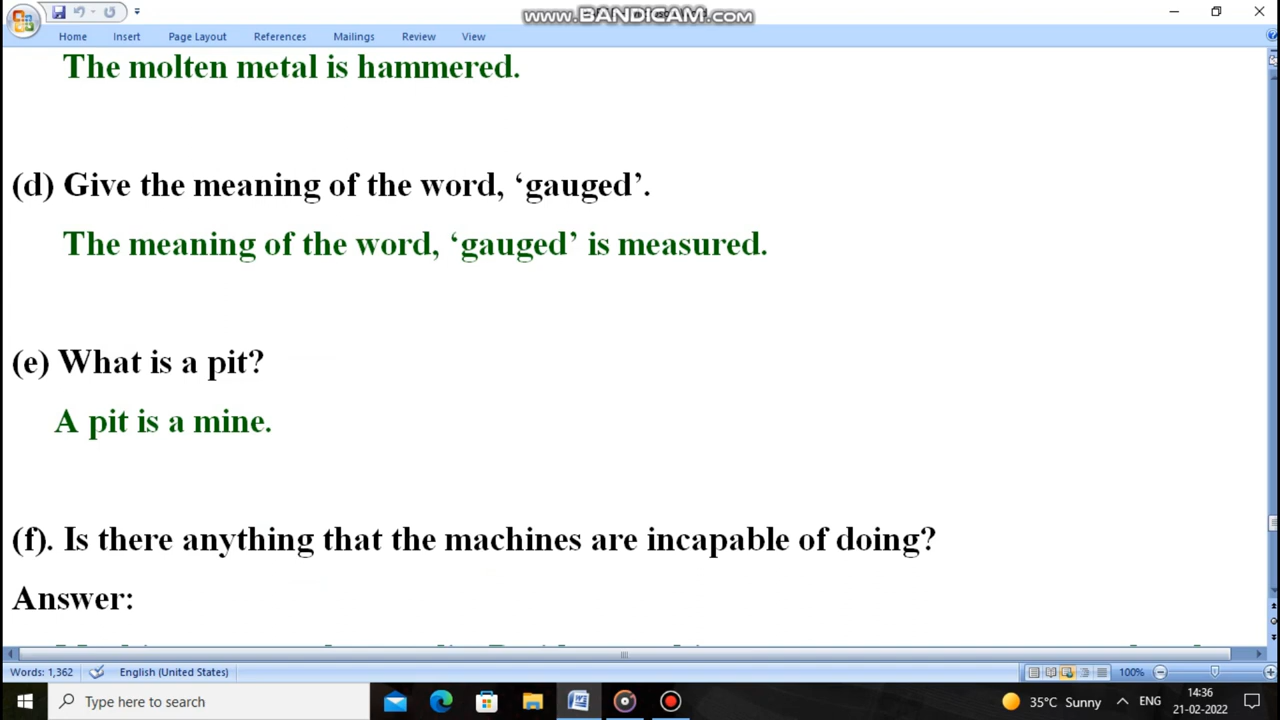 www.BANDICAM.com
Home Insert Page Layout References Mailings Review View
The molten metal is hammered.
(d) Give the meaning of the word, ‘gauged’.
The meaning of the word, ‘gauged’ is measured.
(e) What is a pit?
A pit is a mine.
(f). Is there anything that the machines are incapable of doing?
Answer:
Words: 1,362 English (United States) 100%
Type here to search 35°C Sunny ENG 14:36
21-02-2022